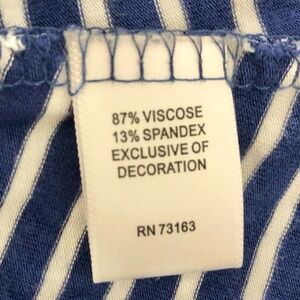 87% VISCOSE
13% SPANDEX
EXCLUSIVE OF
DECORATION
RN 73163